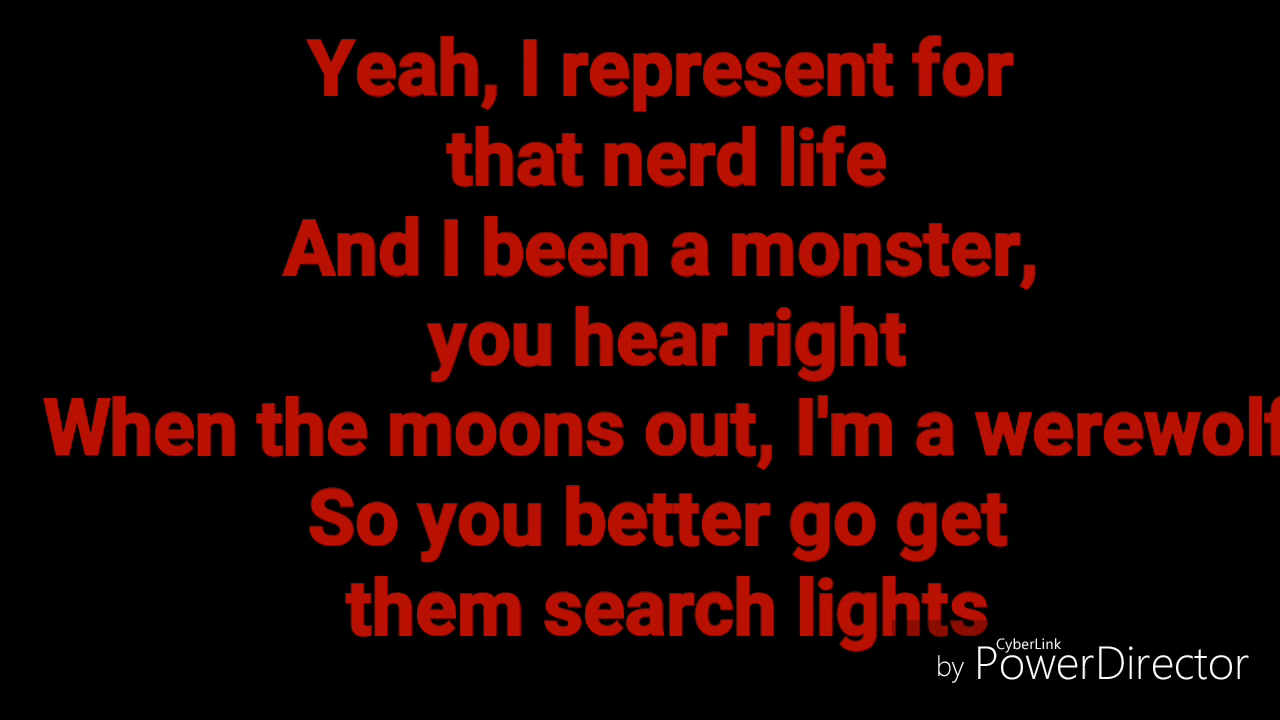 Yeah, I represent for
that nerd life
And I been a monster,
you hear right
When the moons out, I'm a werewolf
So you better go get
them search lights
CyberLink
by PowerDirector